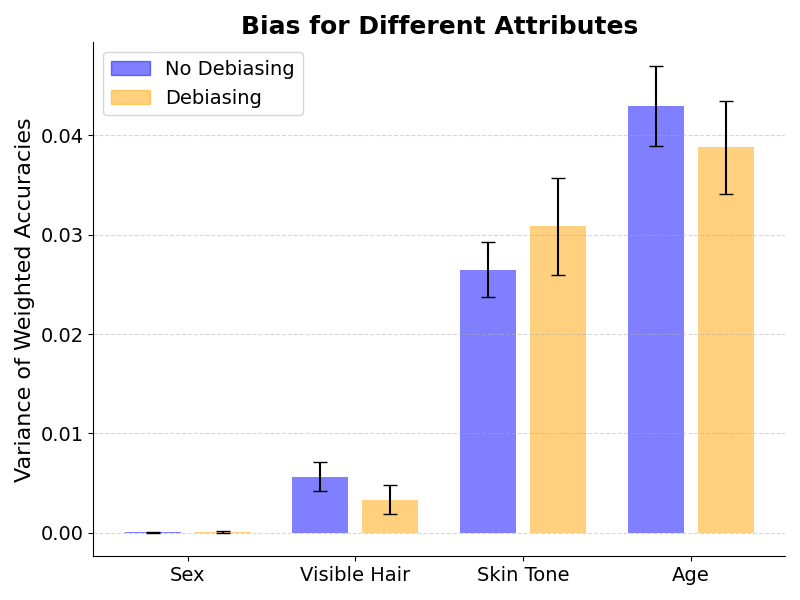 Bias for Different Attributes
No Debiasing
Debiasing
Variance of Weighted Accuracies
0.04
0.03
0.02
0.01
0.00
Sex
Visible Hair
Skin Tone
Age